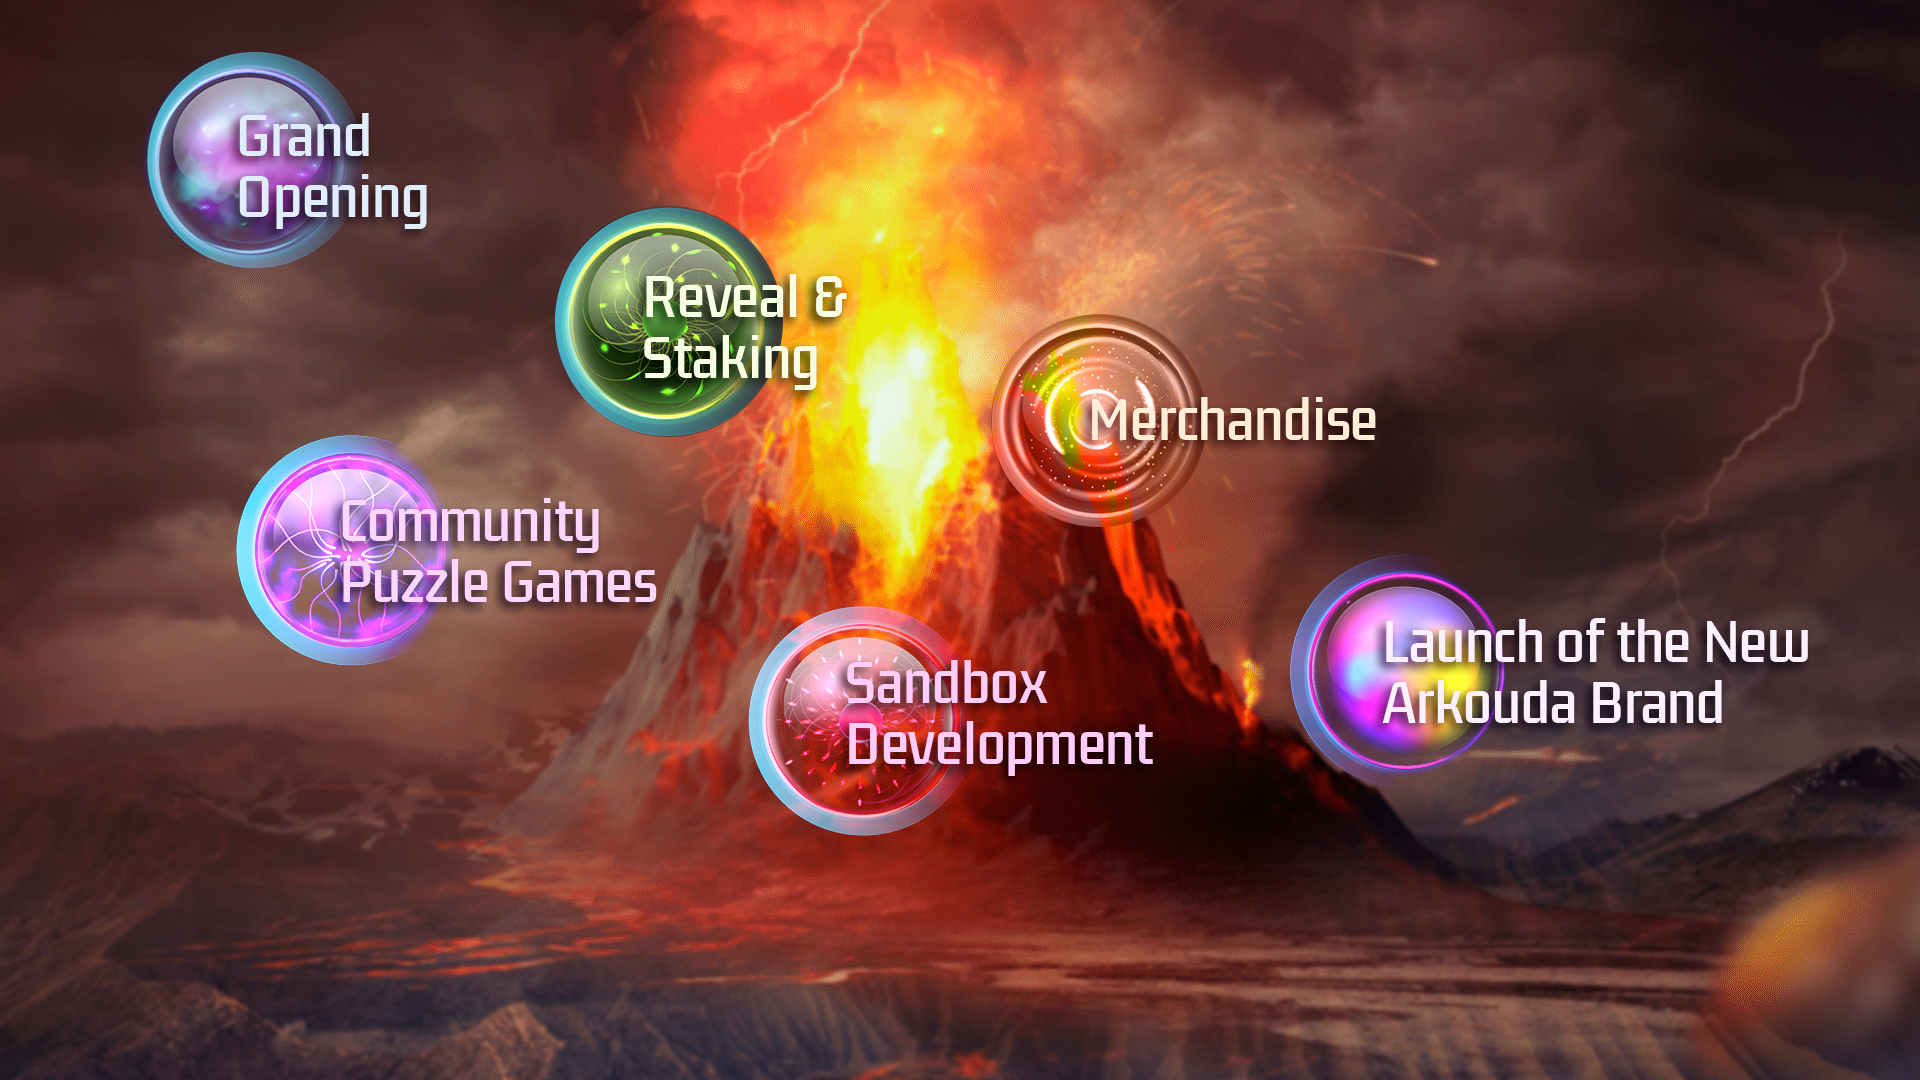 Grand
Opening
Reveal &
Staking
Merchandise
Community
Puzzle Games
Sandbox
Development
Launch of the New
Arkouda Brand